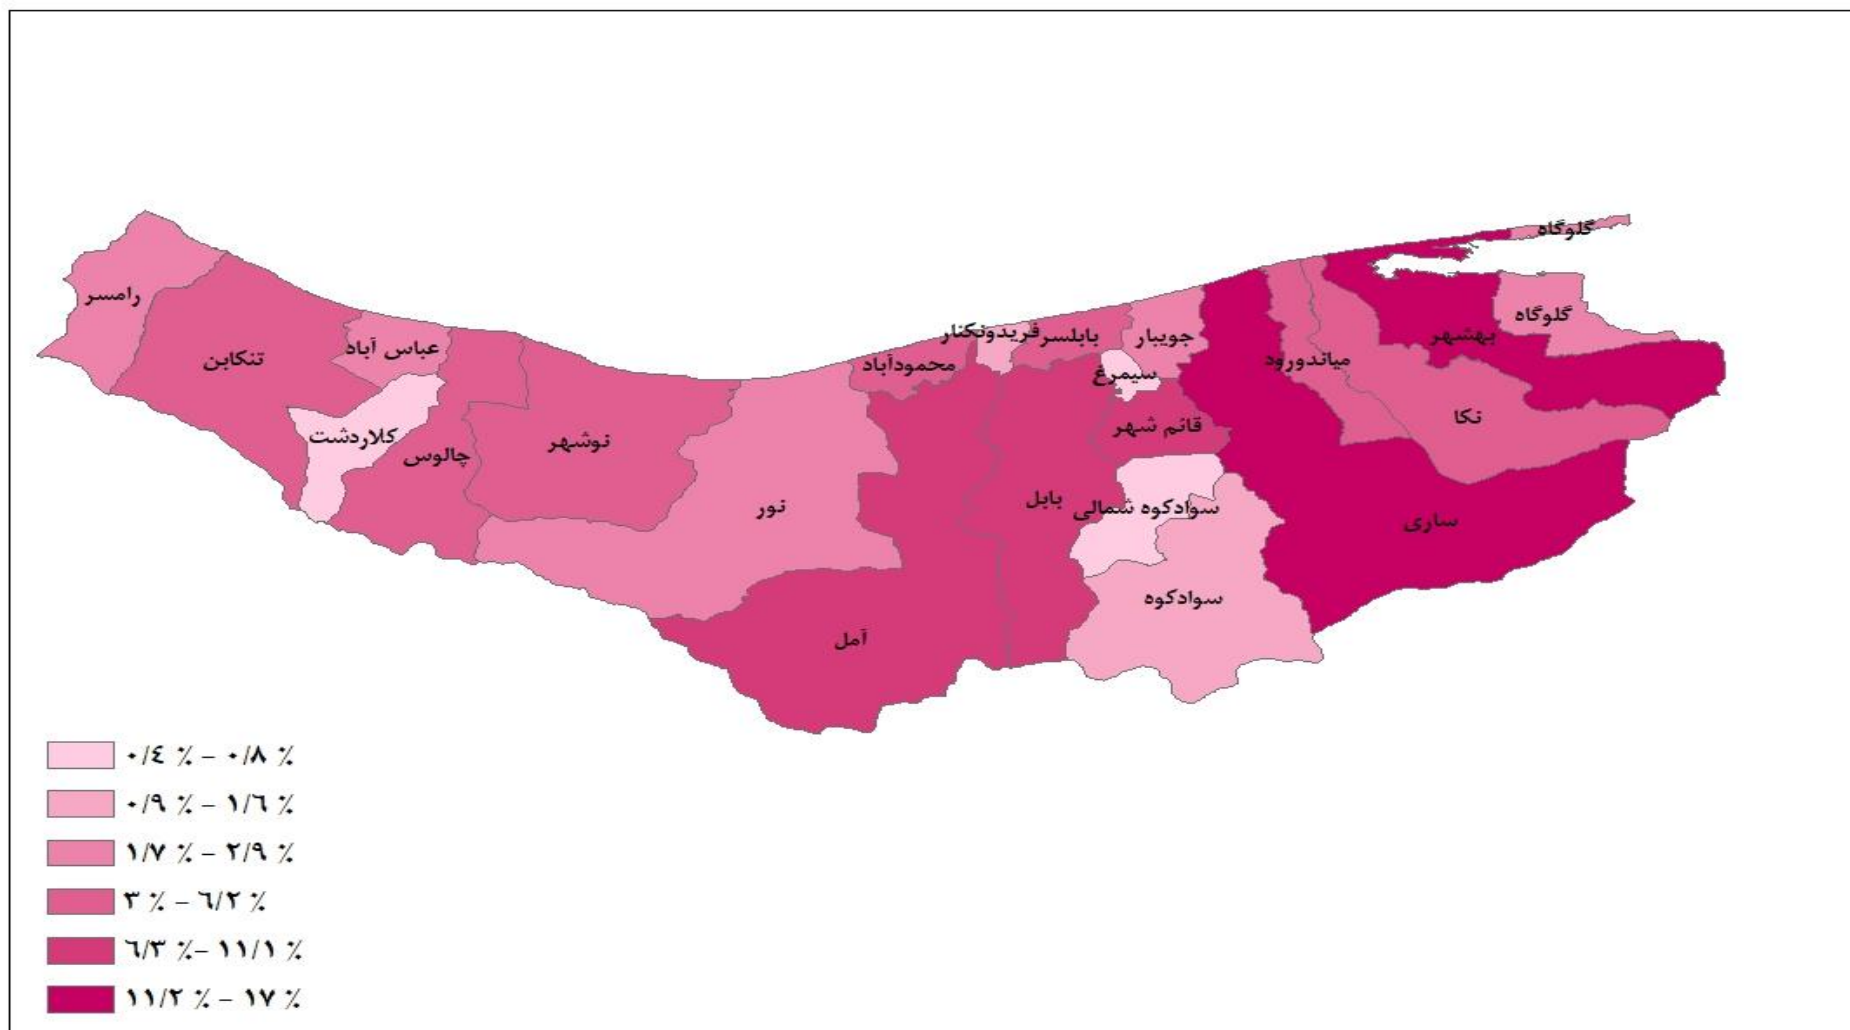 گلوگاه
رامسر
گلوگاه
عباس آباد
تنکابن
فریدونکنار
بابلسر
جویبار
بهشهر
محمودآباد
سیمرغ
میاندورود
نکا
کلاردشت
چالوس
نوشهر
قائم شهر
نور
بابل
سوادکوه شمالی
ساری
سوادکوه
آمل
٠/٤ ٪ – ٠/٨ ٪
٠/٩ ٪ – ١/٦ ٪
١/٧ ٪ – ٢/٩ ٪
٣ ٪ – ٦/٢ ٪
٦/٣ ٪– ١١/١ ٪
١١/٢ ٪ – ١٧ ٪